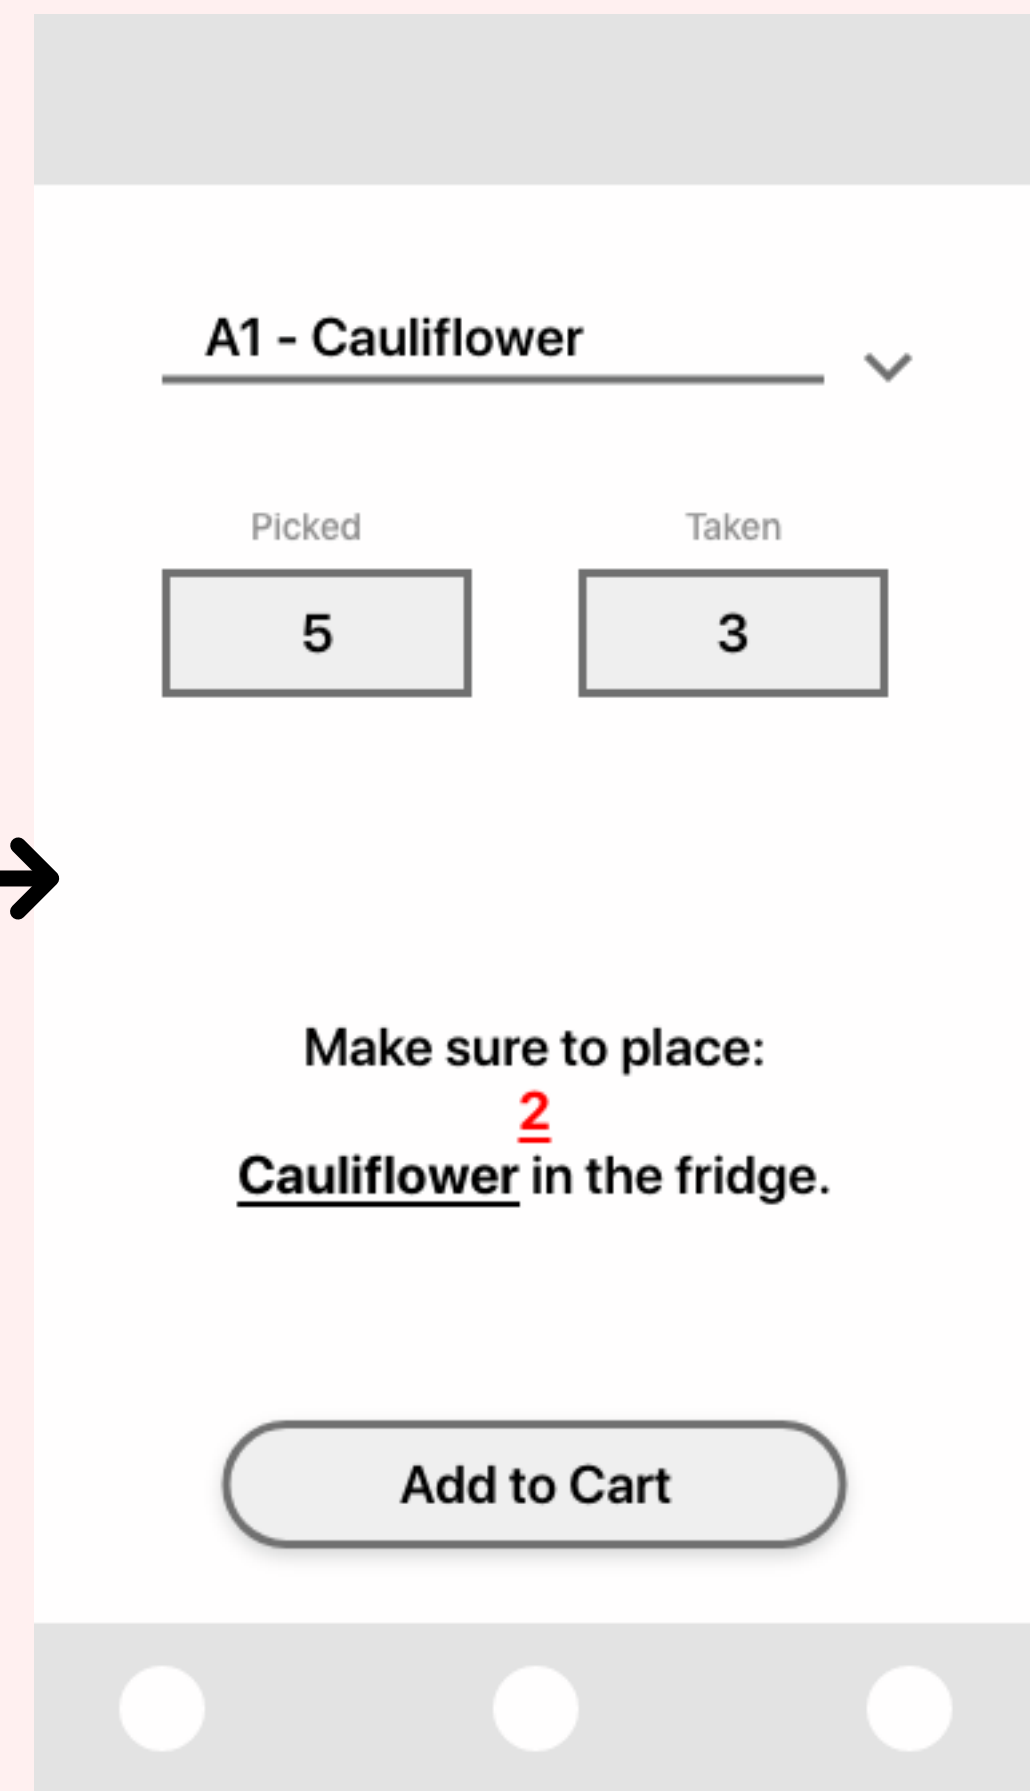 A1 - Cauliflower
Picked Taken
5 3
Make sure to place:
2
Cauliflower in the fridge.
Add to Cart